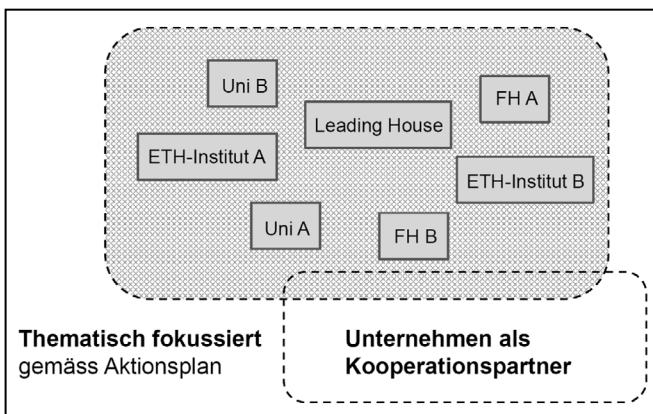 Uni B
FH A
Leading House
ETH-Institut A
ETH-Institut B
Uni A
FH B
Thematisch fokussiert
gemäss Aktionsplan
Unternehmen als
Kooperationspartner